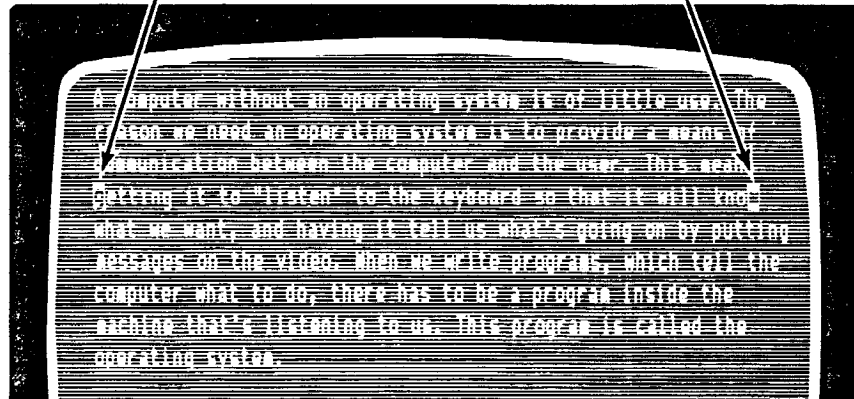 A computer without an operating system is of little use. The
reason we need an operating system is to provide a means of
communication between the computer and the user. This means
getting it to "listen" to the keyboard so that it will know
what we want, and having it tell us what's going on by putting
messages on the video. When we write programs, which tell the
computer what to do, there has to be a program inside the
machine that's listening to us. This program is called the
operating system.